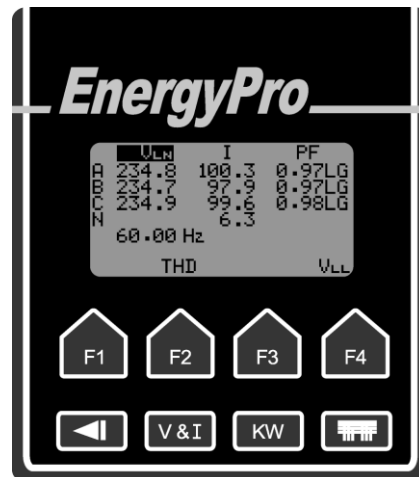 EnergyPro
VLN I PF
A 234.8 100.3 0.97LG
B 234.7 97.9 0.97LG
C 234.9 99.6 0.98LG
N 6.3
60.00 Hz
THD VLL
F1 F2 F3 F4
V & I KW